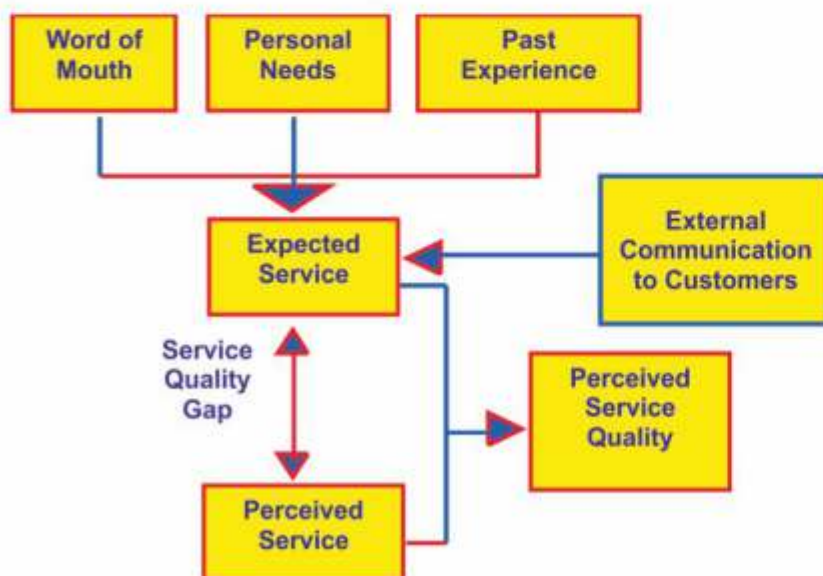 Word of
Mouth
Personal
Needs
Past
Experience
Expected
Service
External
Communication
to Customers
Service
Quality
Gap
Perceived
Service
Quality
Perceived
Service